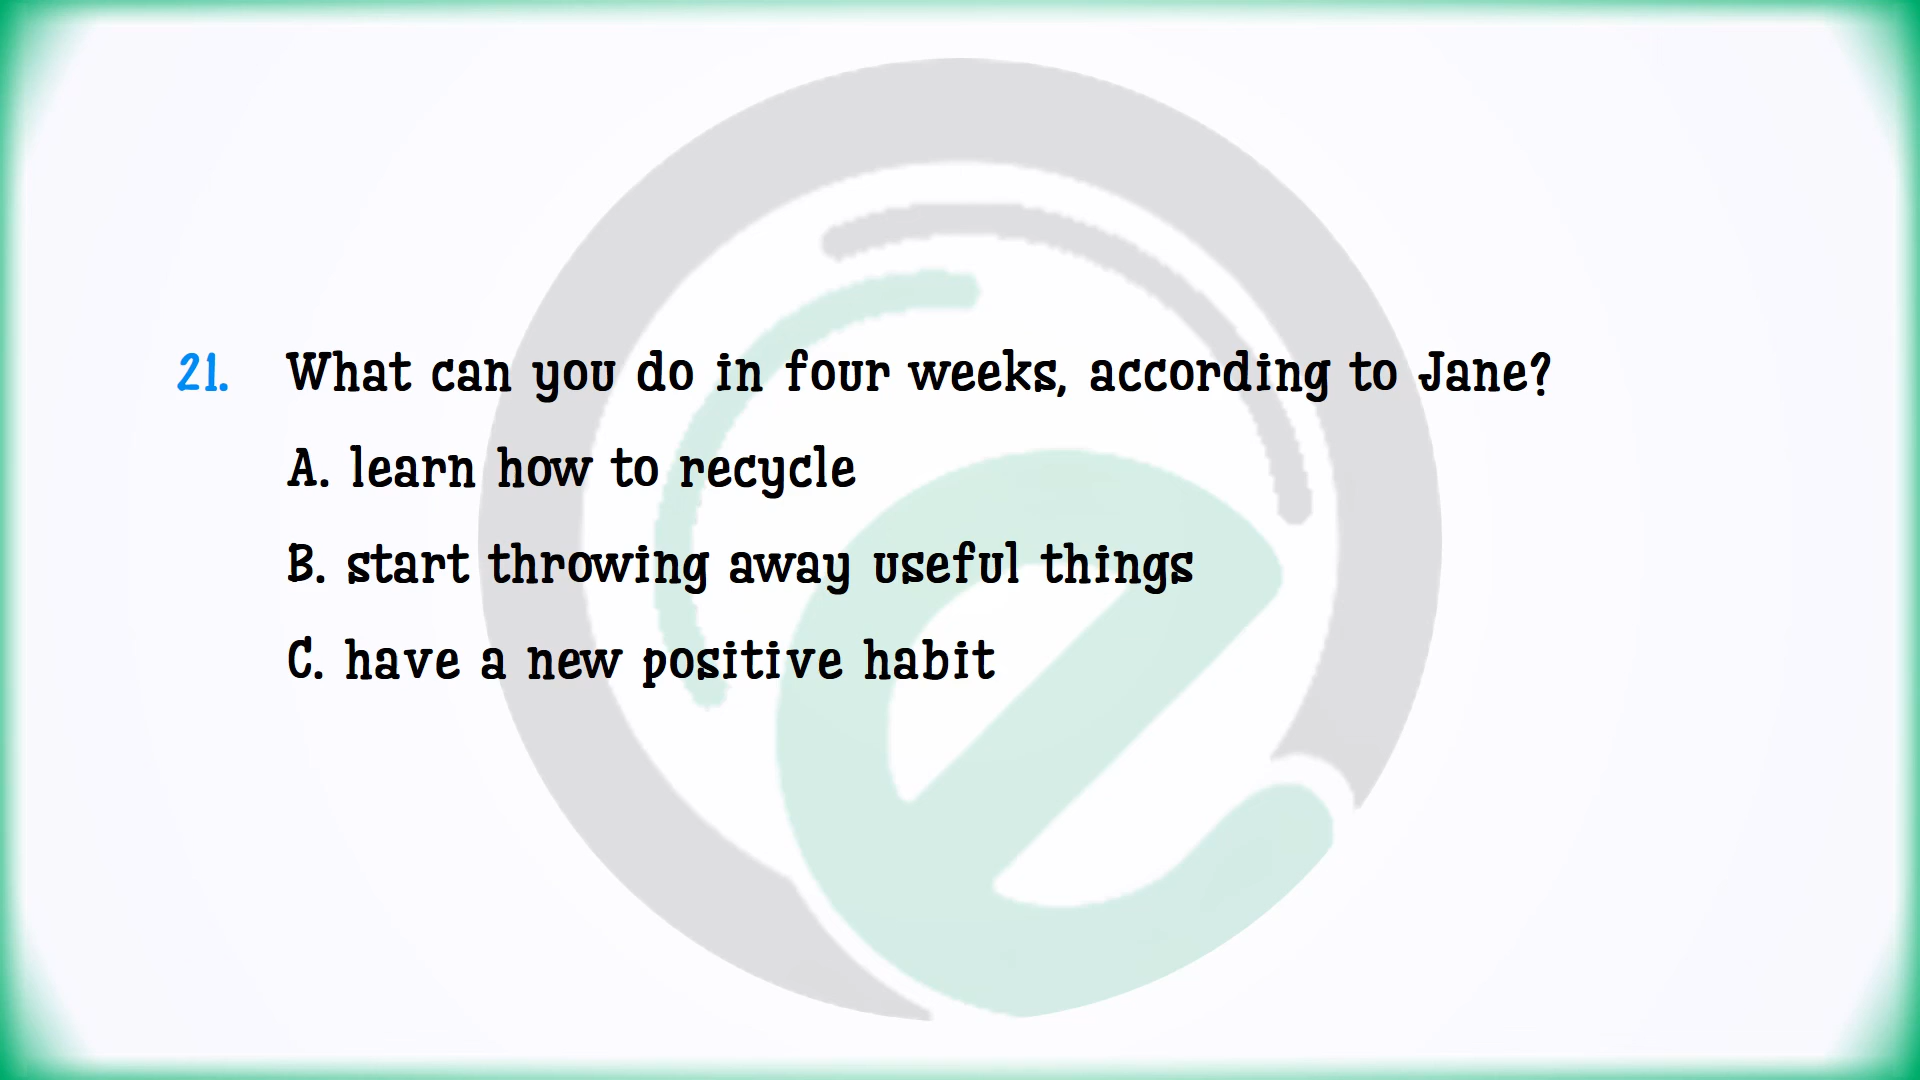 21. What can you do in four weeks, according to Jane?
A. learn how to recycle
B. start throwing away useful things
C. have a new positive habit